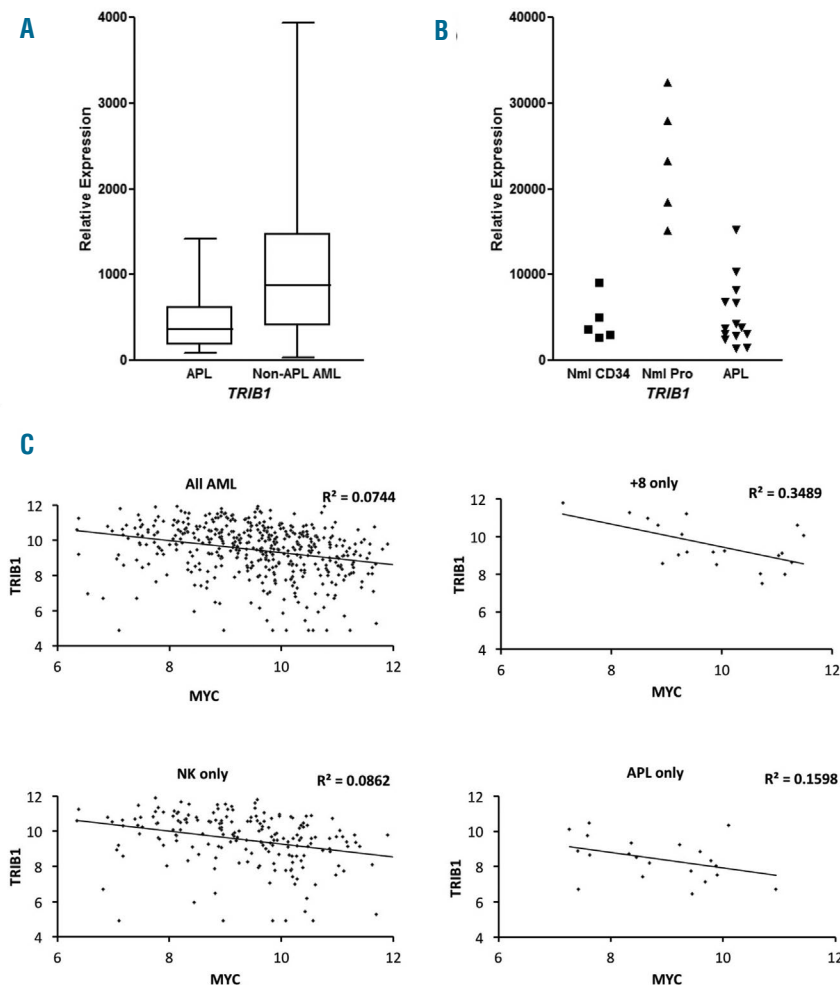 A
Relative Expression
4000
3000
2000
1000
0
APL Non-APL AML
TRIB1
B
Relative Expression
40000
30000
20000
10000
0
Nml CD34 Nml Pro APL
TRIB1
C
All AML
R² = 0.0744
TRIB1
12
10
8
6
4
6 8 10 12
MYC
+8 only
R² = 0.3489
TRIB1
12
10
8
6
4
6 8 10 12
MYC
NK only
R² = 0.0862
TRIB1
12
10
8
6
4
6 8 10 12
MYC
APL only
R² = 0.1598
TRIB1
12
10
8
6
4
6 8 10 12
MYC